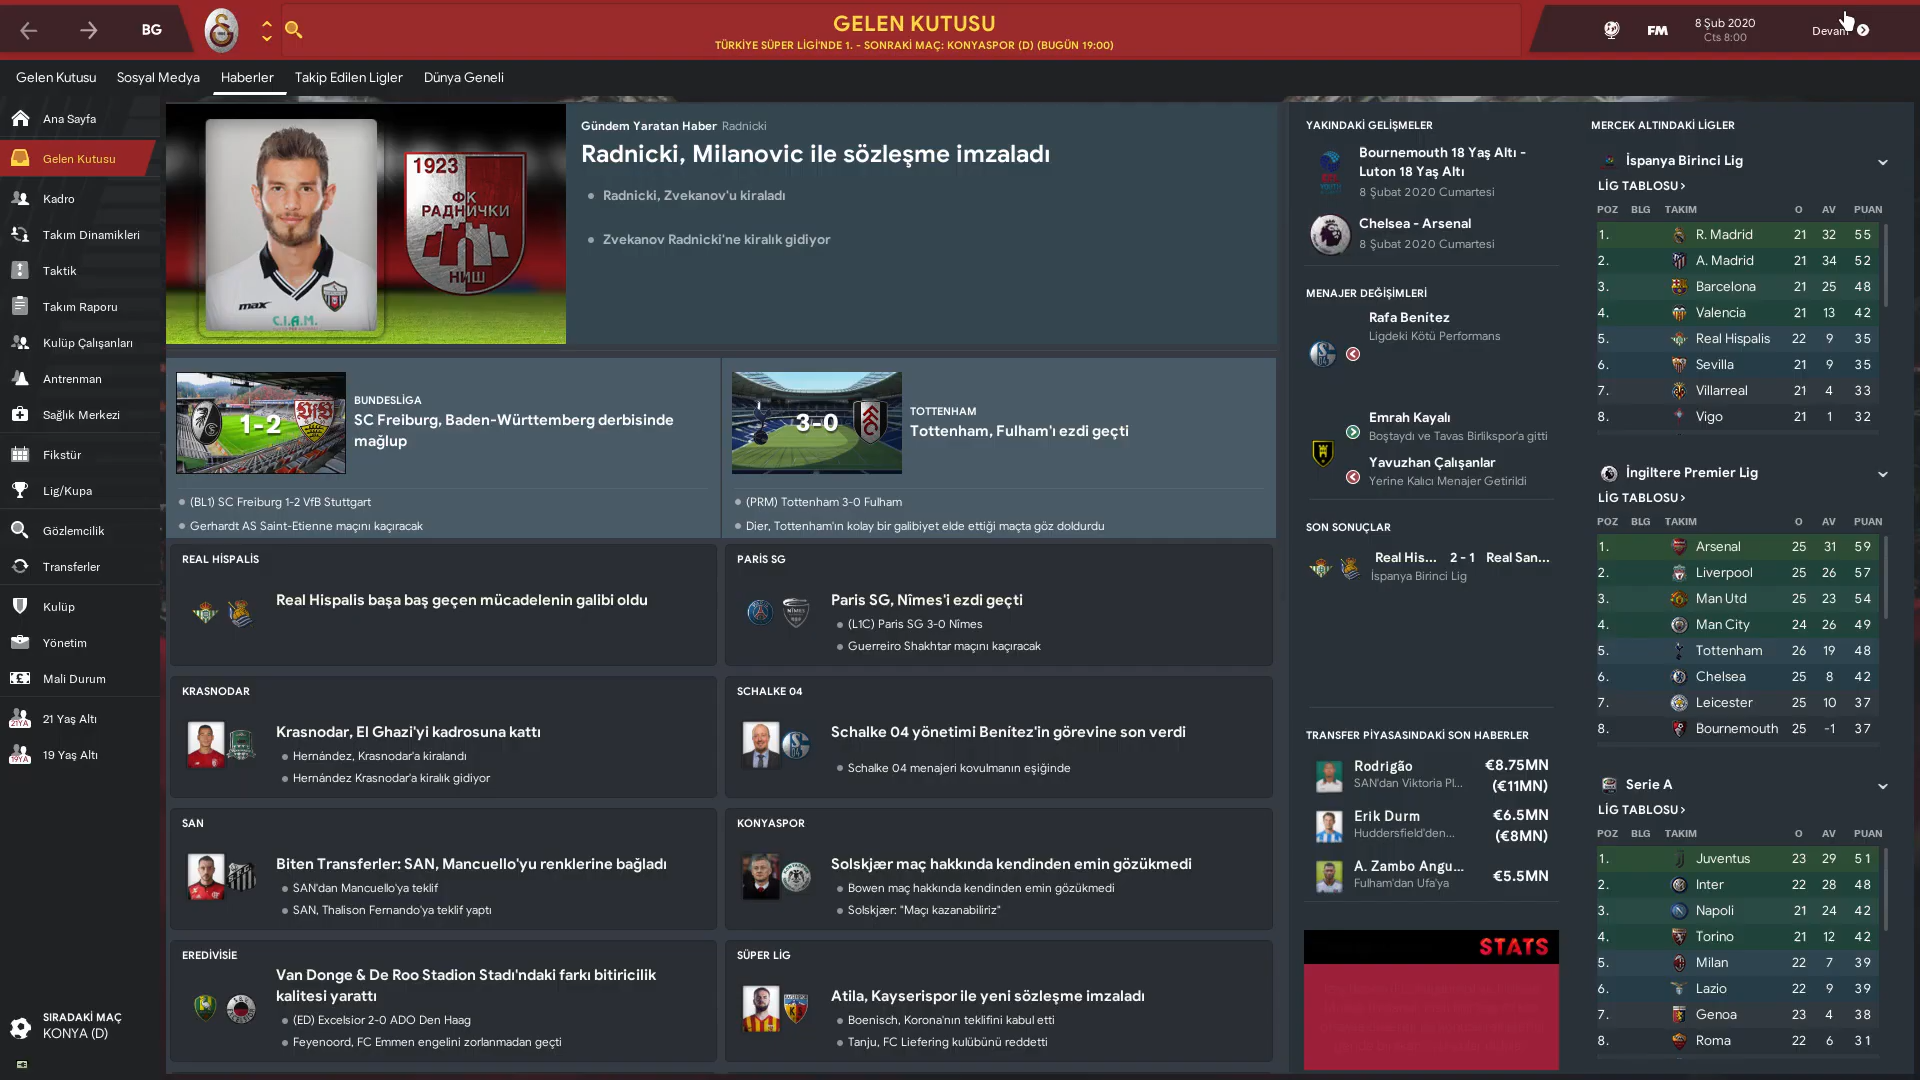 BG
GELEN KUTUSU
TÜRKİYE SÜPER LİGİ'NDE 1. - SONRAKİ MAÇ: KONYASPOR (D) (BUGÜN 19:00)
FM
8 Şub 2020
Cts 8:00
Devam
Gelen Kutusu
Sosyal Medya
Haberler
Takip Edilen Ligler
Dünya Geneli
Ana Sayfa
Gelen Kutusu
Kadro
Takım Dinamikleri
Taktik
Takım Raporu
Kulüp Çalışanları
Antrenman
Sağlık Merkezi
Fikstür
Lig/Kupa
Gözlemcilik
Transferler
Kulüp
Yönetim
Mali Durum
21YA
21 Yaş Altı
19YA
19 Yaş Altı
SIRADAKİ MAÇ
KONYA (D)
max
C.I.A.M.
1923
ФК
РАДНИЧКИ
НИШ
Gündem Yaratan Haber Radnicki
Radnicki, Milanovic ile sözleşme imzaladı
Radnicki, Zvekanov'u kiraladı
Zvekanov Radnicki'ne kiralık gidiyor
1-2
BUNDESLİGA
SC Freiburg, Baden-Württemberg derbisinde
mağlup
(BL1) SC Freiburg 1-2 VfB Stuttgart
Gerhardt AS Saint-Etienne maçını kaçıracak
3-0
TOTTENHAM
Tottenham, Fulham'ı ezdi geçti
(PRM) Tottenham 3-0 Fulham
Dier, Tottenham'ın kolay bir galibiyet elde ettiği maçta göz doldurdu
REAL HİSPALİS
Real Hispalis başa baş geçen mücadelenin galibi oldu
PARİS SG
Paris SG, Nîmes'i ezdi geçti
(L1C) Paris SG 3-0 Nîmes
Guerreiro Shakhtar maçını kaçıracak
KRASNODAR
Krasnodar, El Ghazi'yi kadrosuna kattı
Hernández, Krasnodar'a kiralandı
Hernández Krasnodar'a kiralık gidiyor
SCHALKE 04
Schalke 04 yönetimi Benítez'in görevine son verdi
Schalke 04 menajeri kovulmanın eşiğinde
SAN
Biten Transferler: SAN, Mancuello'yu renklerine bağladı
SAN'dan Mancuello'ya teklif
SAN, Thalison Fernando'ya teklif yaptı
KONYASPOR
Solskjær maç hakkında kendinden emin gözükmedi
Bowen maç hakkında kendinden emin gözükmedi
Solskjær: "Maçı kazanabiliriz"
EREDİVİSİE
Van Donge & De Roo Stadion Stadı'ndaki farkı bitiricilik
kalitesi yarattı
(ED) Excelsior 2-0 ADO Den Haag
Feyenoord, FC Emmen engelini zorlanmadan geçti
SÜPER LİG
Atila, Kayserispor ile yeni sözleşme imzaladı
Boenisch, Korona'nın teklifini kabul etti
Tanju, FC Liefering kulübünü reddetti
YAKINDAKİ GELİŞMELER
Bournemouth 18 Yaş Altı -
Luton 18 Yaş Altı
8 Şubat 2020 Cumartesi
Chelsea - Arsenal
8 Şubat 2020 Cumartesi
MENAJER DEĞİŞİMLERİ
Rafa Benítez
Ligdeki Kötü Performans
Emrah Kayalı
Boştaydı ve Tavas Birlikspor'a gitti
Yavuzhan Çalışanlar
Yerine Kalıcı Menajer Getirildi
SON SONUÇLAR
Real His... 2 - 1 Real San...
İspanya Birinci Lig
TRANSFER PİYASASINDAKİ SON HABERLER
Rodrigão €8.75MN
SAN'dan Viktoria Pl... (€11MN)
Erik Durm €6.5MN
Huddersfield'den... (€8MN)
A. Zambo Angu... €5.5MN
Fulham'dan Ufa'ya
STATS
MERCEK ALTINDAKİ LİGLER
İspanya Birinci Lig
LİG TABLOSU>
POZ BLG TAKIM O AV PUAN
1. R. Madrid 21 32 55
2. A. Madrid 21 34 52
3. Barcelona 21 25 48
4. Valencia 21 13 42
5. Real Hispalis 22 9 35
6. Sevilla 21 9 35
7. Villarreal 21 4 33
8. Vigo 21 1 32
İngiltere Premier Lig
LİG TABLOSU>
POZ BLG TAKIM O AV PUAN
1. Arsenal 25 31 59
2. Liverpool 25 26 57
3. Man Utd 25 23 54
4. Man City 24 26 49
5. Tottenham 26 19 48
6. Chelsea 25 8 42
7. Leicester 25 10 37
8. Bournemouth 25 -1 37
Serie A
LİG TABLOSU>
POZ BLG TAKIM O AV PUAN
1. Juventus 23 29 51
2. Inter 22 28 48
3. Napoli 21 24 42
4. Torino 21 12 42
5. Milan 22 7 39
6. Lazio 22 9 39
7. Genoa 23 4 38
8. Roma 22 6 31